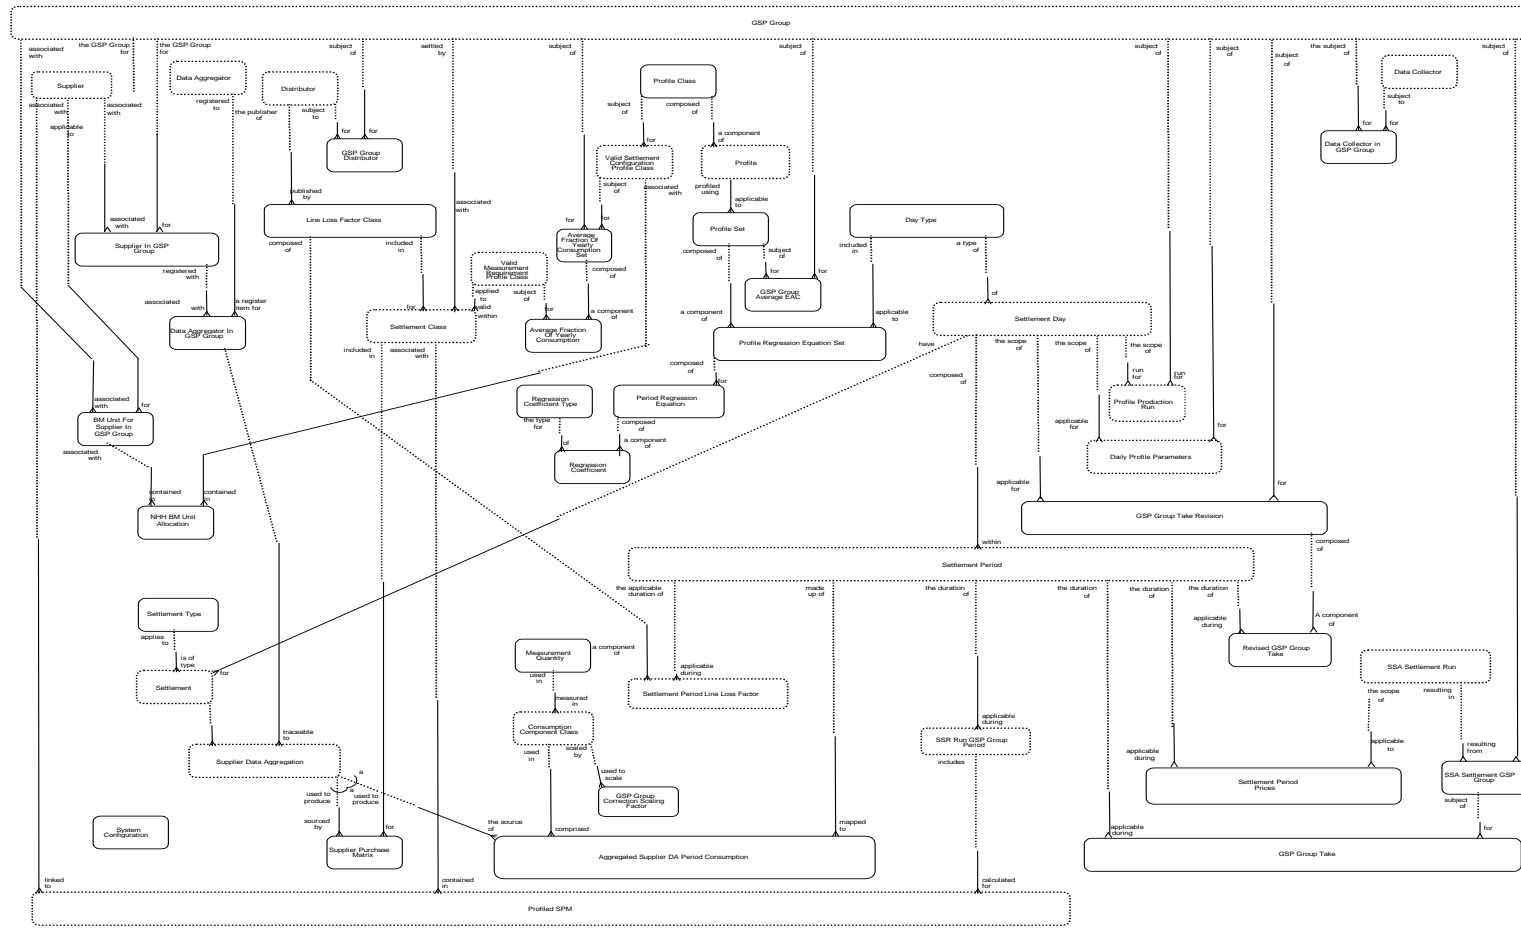 GSP Group
associated
with
the GSP Group
for
the GSP Group
for
subject
of
settled
by
subject
of
subject
of
subject
of
subject
of
subject
of
the subject
of
subject
of
Supplier
Data Aggregator
Distributor
Profile Class
Data Collector
associated
with
applicable
to
associated
with
registered
to
the publisher
of
subject
to
subject
of
composed
of
subject
to
for
for
for
a component
of
for
for
GSP Group
Distributor
Valid Settlement
Configuration
Profile Class
Profile
Data Collector in
GSP Group
published
by
associated
with
subject
of
associated
with
profiled
using
applicable
to
associated
with
for
Line Loss Factor Class
for
for
Profile Set
Day Type
Supplier In GSP
Group
composed
of
included
in
Average
Fraction Of
Yearly
Consumption
Set
composed
of
subject
of
included
in
a type
of
registered
with
Valid
Measurement
Requirement
Profile Class
composed
of
for
for
GSP Group
Average EAC
associated
with
a register
item for
for
applied
to
valid
within
subject
of
for
a component
of
a component
of
applicable
to
of
Data Aggregator In
GSP Group
Settlement Class
Average Fraction
Of Yearly
Consumption
Profile Regression Equation Set
Settlement Day
included
in
associated
with
composed
of
have
composed
of
the scope
of
the scope
of
the scope
of
for
run
for
run
for
associated
with
for
Regression
Coefficient Type
Period Regression
Equation
Profile Production
Run
BM Unit For
Supplier In
GSP Group
the type
for
composed
of
applicable
for
for
associated
with
of
a component
of
Daily Profile Parameters
Regression
Coefficient
contained
in
contained
in
applicable
for
for
NHH BM Unit
Allocation
GSP Group Take Revision
within
composed
of
Settlement Period
the applicable
duration of
made
up of
the duration
of
the duration
of
the duration
of
the duration
of
Settlement Type
applies
to
applicable
during
A component
of
is of
type
Measurement
Quantity
a component
of
Revised GSP Group
Take
for
used
in
applicable
during
SSA Settlement Run
Settlement
measured
in
Settlement Period Line Loss Factor
the scope
of
resulting
in
Consumption
Component Class
applicable
during
traceable
to
used
in
scaled
by
SSR Run GSP Group
Period
applicable
during
applicable
to
resulting
from
Supplier Data Aggregation
includes
a
used to
produce
a
used to
produce
used to
scale
Settlement Period
Prices
SSA Settlement GSP
Group
GSP Group
Correction Scaling
Factor
subject
of
System
Configuration
sourced
by
for
the source
of
comprised
mapped
to
applicable
during
for
Supplier Purchase
Matrix
Aggregated Supplier DA Period Consumption
GSP Group Take
linked
to
contained
in
calculated
for
Profiled SPM